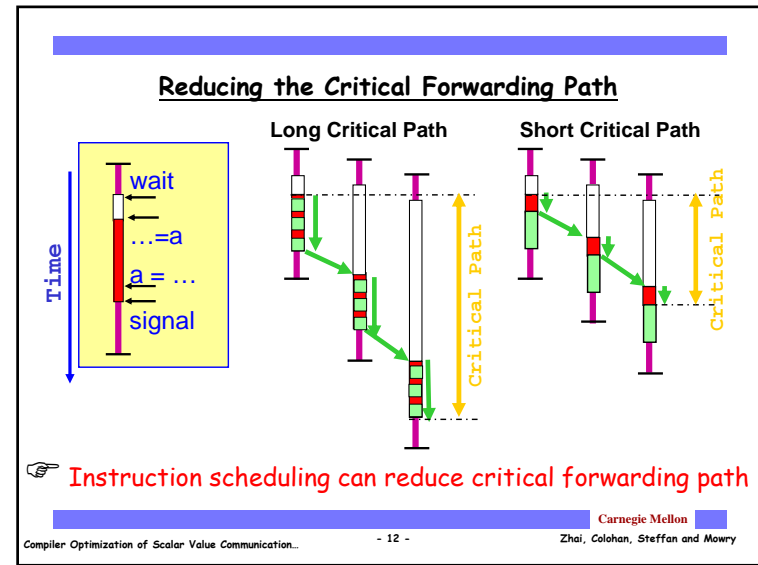 Reducing the Critical Forwarding Path
Long Critical Path
Short Critical Path
Time
wait
…=a
a = …
signal
Critical Path
Critical Path
☞ Instruction scheduling can reduce critical forwarding path
Carnegie Mellon
Compiler Optimization of Scalar Value Communication…
- 12 -
Zhai, Colohan, Steffan and Mowry